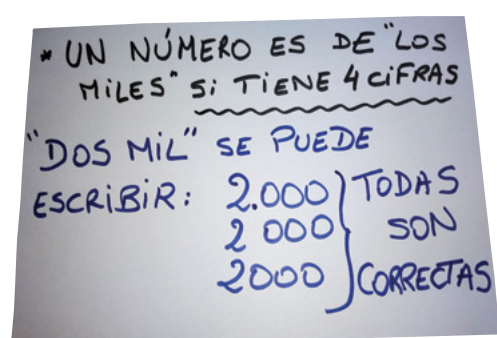 * UN NÚMERO ES DE "LOS
MILES" SI TIENE 4 CIFRAS
"DOS MIL" SE PUEDE
ESCRIBIR: 2.000 TODAS
2 000 SON
2000 CORRECTAS